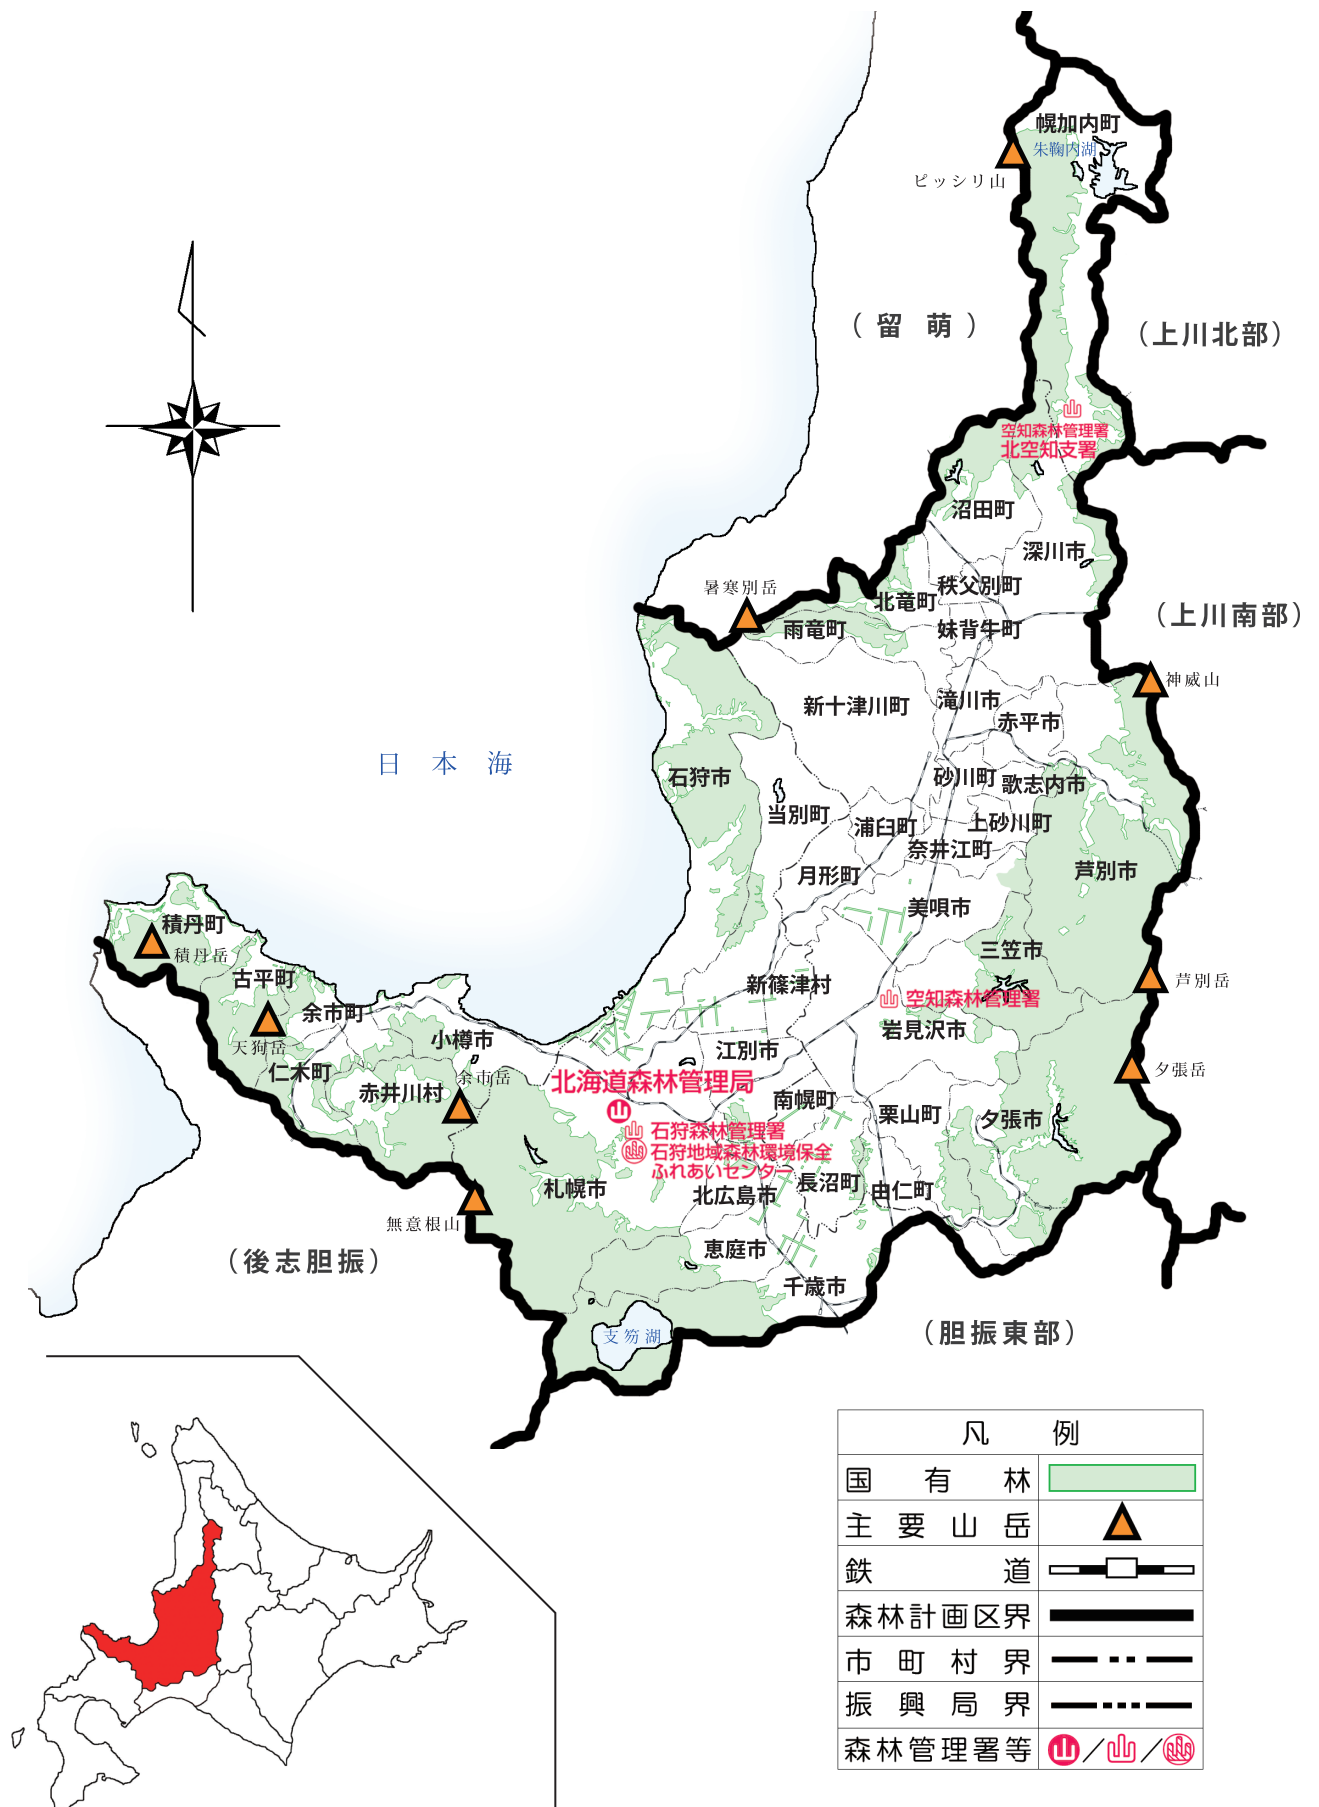 幌加内町
朱鞠内湖
ピッシリ山
（留　萌）
（上川北部）
空知森林管理署
北空知支署
沼田町
深川市
暑寒別岳
秩父別町
北竜町
雨竜町
妹背牛町
（上川南部）
神威山
新十津川町
滝川市
赤平市
日本海
石狩市
砂川町
歌志内市
当別町
浦臼町
上砂川町
奈井江町
月形町
芦別市
美唄市
積丹町
積丹岳
三笠市
古平町
新篠津村
芦別岳
空知森林管理署
余市町
岩見沢市
小樽市
天狗岳
江別市
仁木町
余市岳
夕張岳
赤井川村
北海道森林管理局
南幌町
栗山町
夕張市
石狩森林管理署
石狩地域森林環境保全
ふれあいセンター
札幌市
北広島市
長沼町
由仁町
無意根山
（後志胆振）
恵庭市
千歳市
支笏湖
（胆振東部）
凡例
国有林
主要山岳
鉄道
森林計画区界
市町村界
振興局界
森林管理署等
／
／